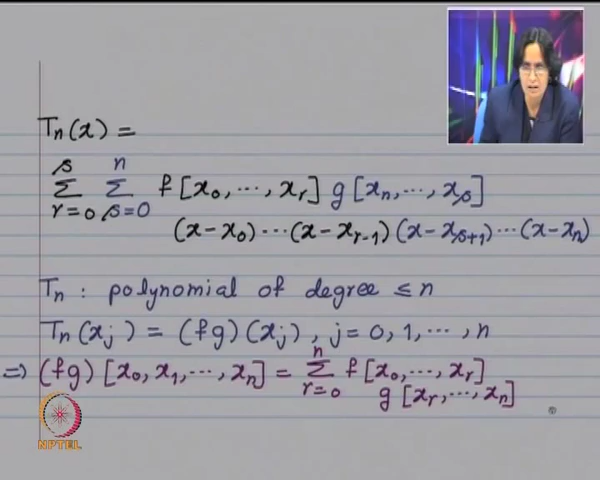 Tn(x) =
s n
Σ Σ f[x0, ..., xr] g[xn, ..., xs]
r=0 s=0
(x-x0) ... (x-xr-1) (x-xs+1) ... (x-xn)
Tn : polynomial of degree ≤ n
Tn(xj) = (fg)(xj), j=0, 1, ..., n
n
=> (fg)[x0, x1, ..., xn] = Σ f[x0, ..., xr]
r=0 g[xr, ..., xn]
NPTEL